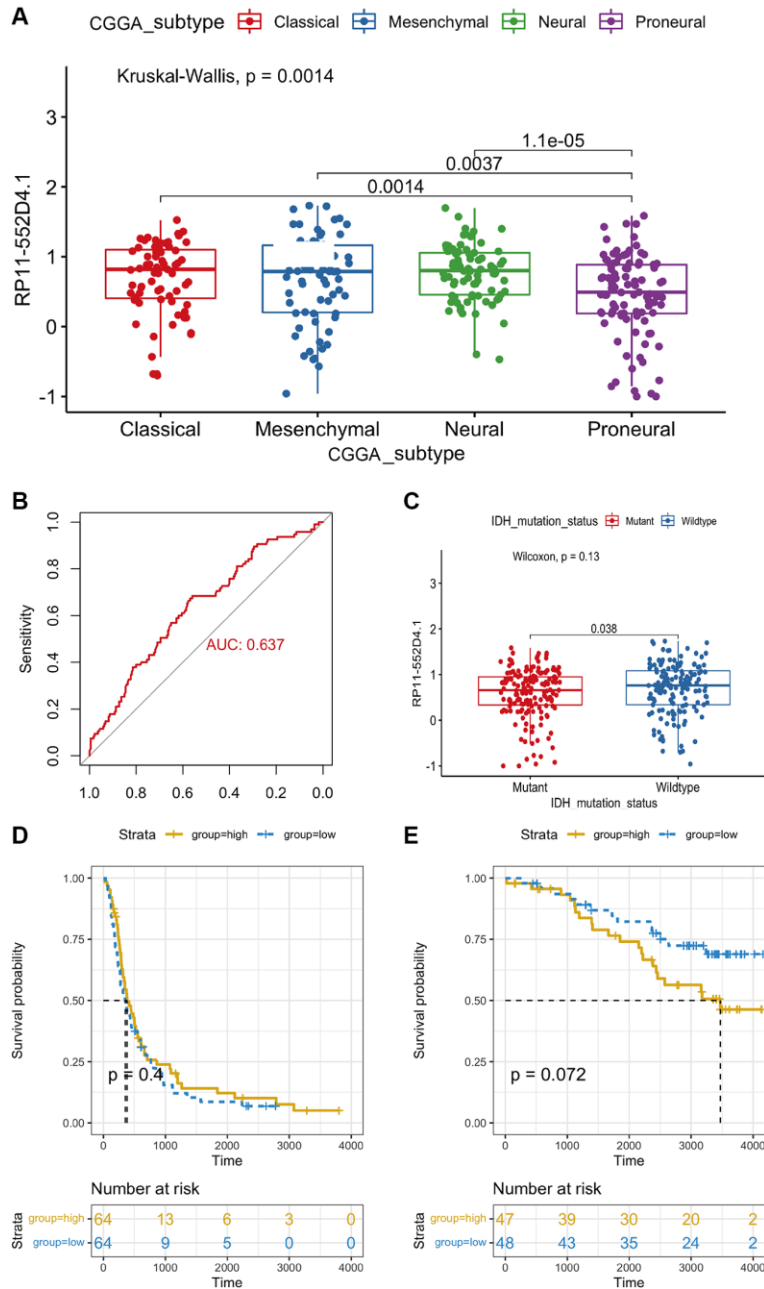 A
CGGA_subtype Classical Mesenchymal Neural Proneural
Kruskal-Wallis, p = 0.0014
1.1e-05
0.0037
0.0014
RP11-552D4.1
3
2
1
0
-1
Classical Mesenchymal Neural Proneural
CGGA_subtype
B
Sensitivity
1.0
0.8
0.6
0.4
0.2
0.0
AUC: 0.637
1.0 0.8 0.6 0.4 0.2 0.0
C
IDH_mutation_status Mutant Wildtype
Wilcoxon, p = 0.13
0.038
RP11-552D4.1
3
2
1
0
-1
Mutant Wildtype
IDH mutation status
D
Strata group=high group=low
Survival probability
1.00
0.75
0.50
0.25
0.00
p = 0.4
0 1000 2000 3000 4000
Time
Number at risk
Strata
group=high 64 13 6 3 0
group=low 64 9 5 0 0
0 1000 2000 3000 4000
Time
E
Strata group=high group=low
Survival probability
1.00
0.75
0.50
0.25
0.00
p = 0.072
0 1000 2000 3000 4000
Time
Number at risk
Strata
group=high 47 39 30 20 2
group=low 48 43 35 24 2
0 1000 2000 3000 4000
Time